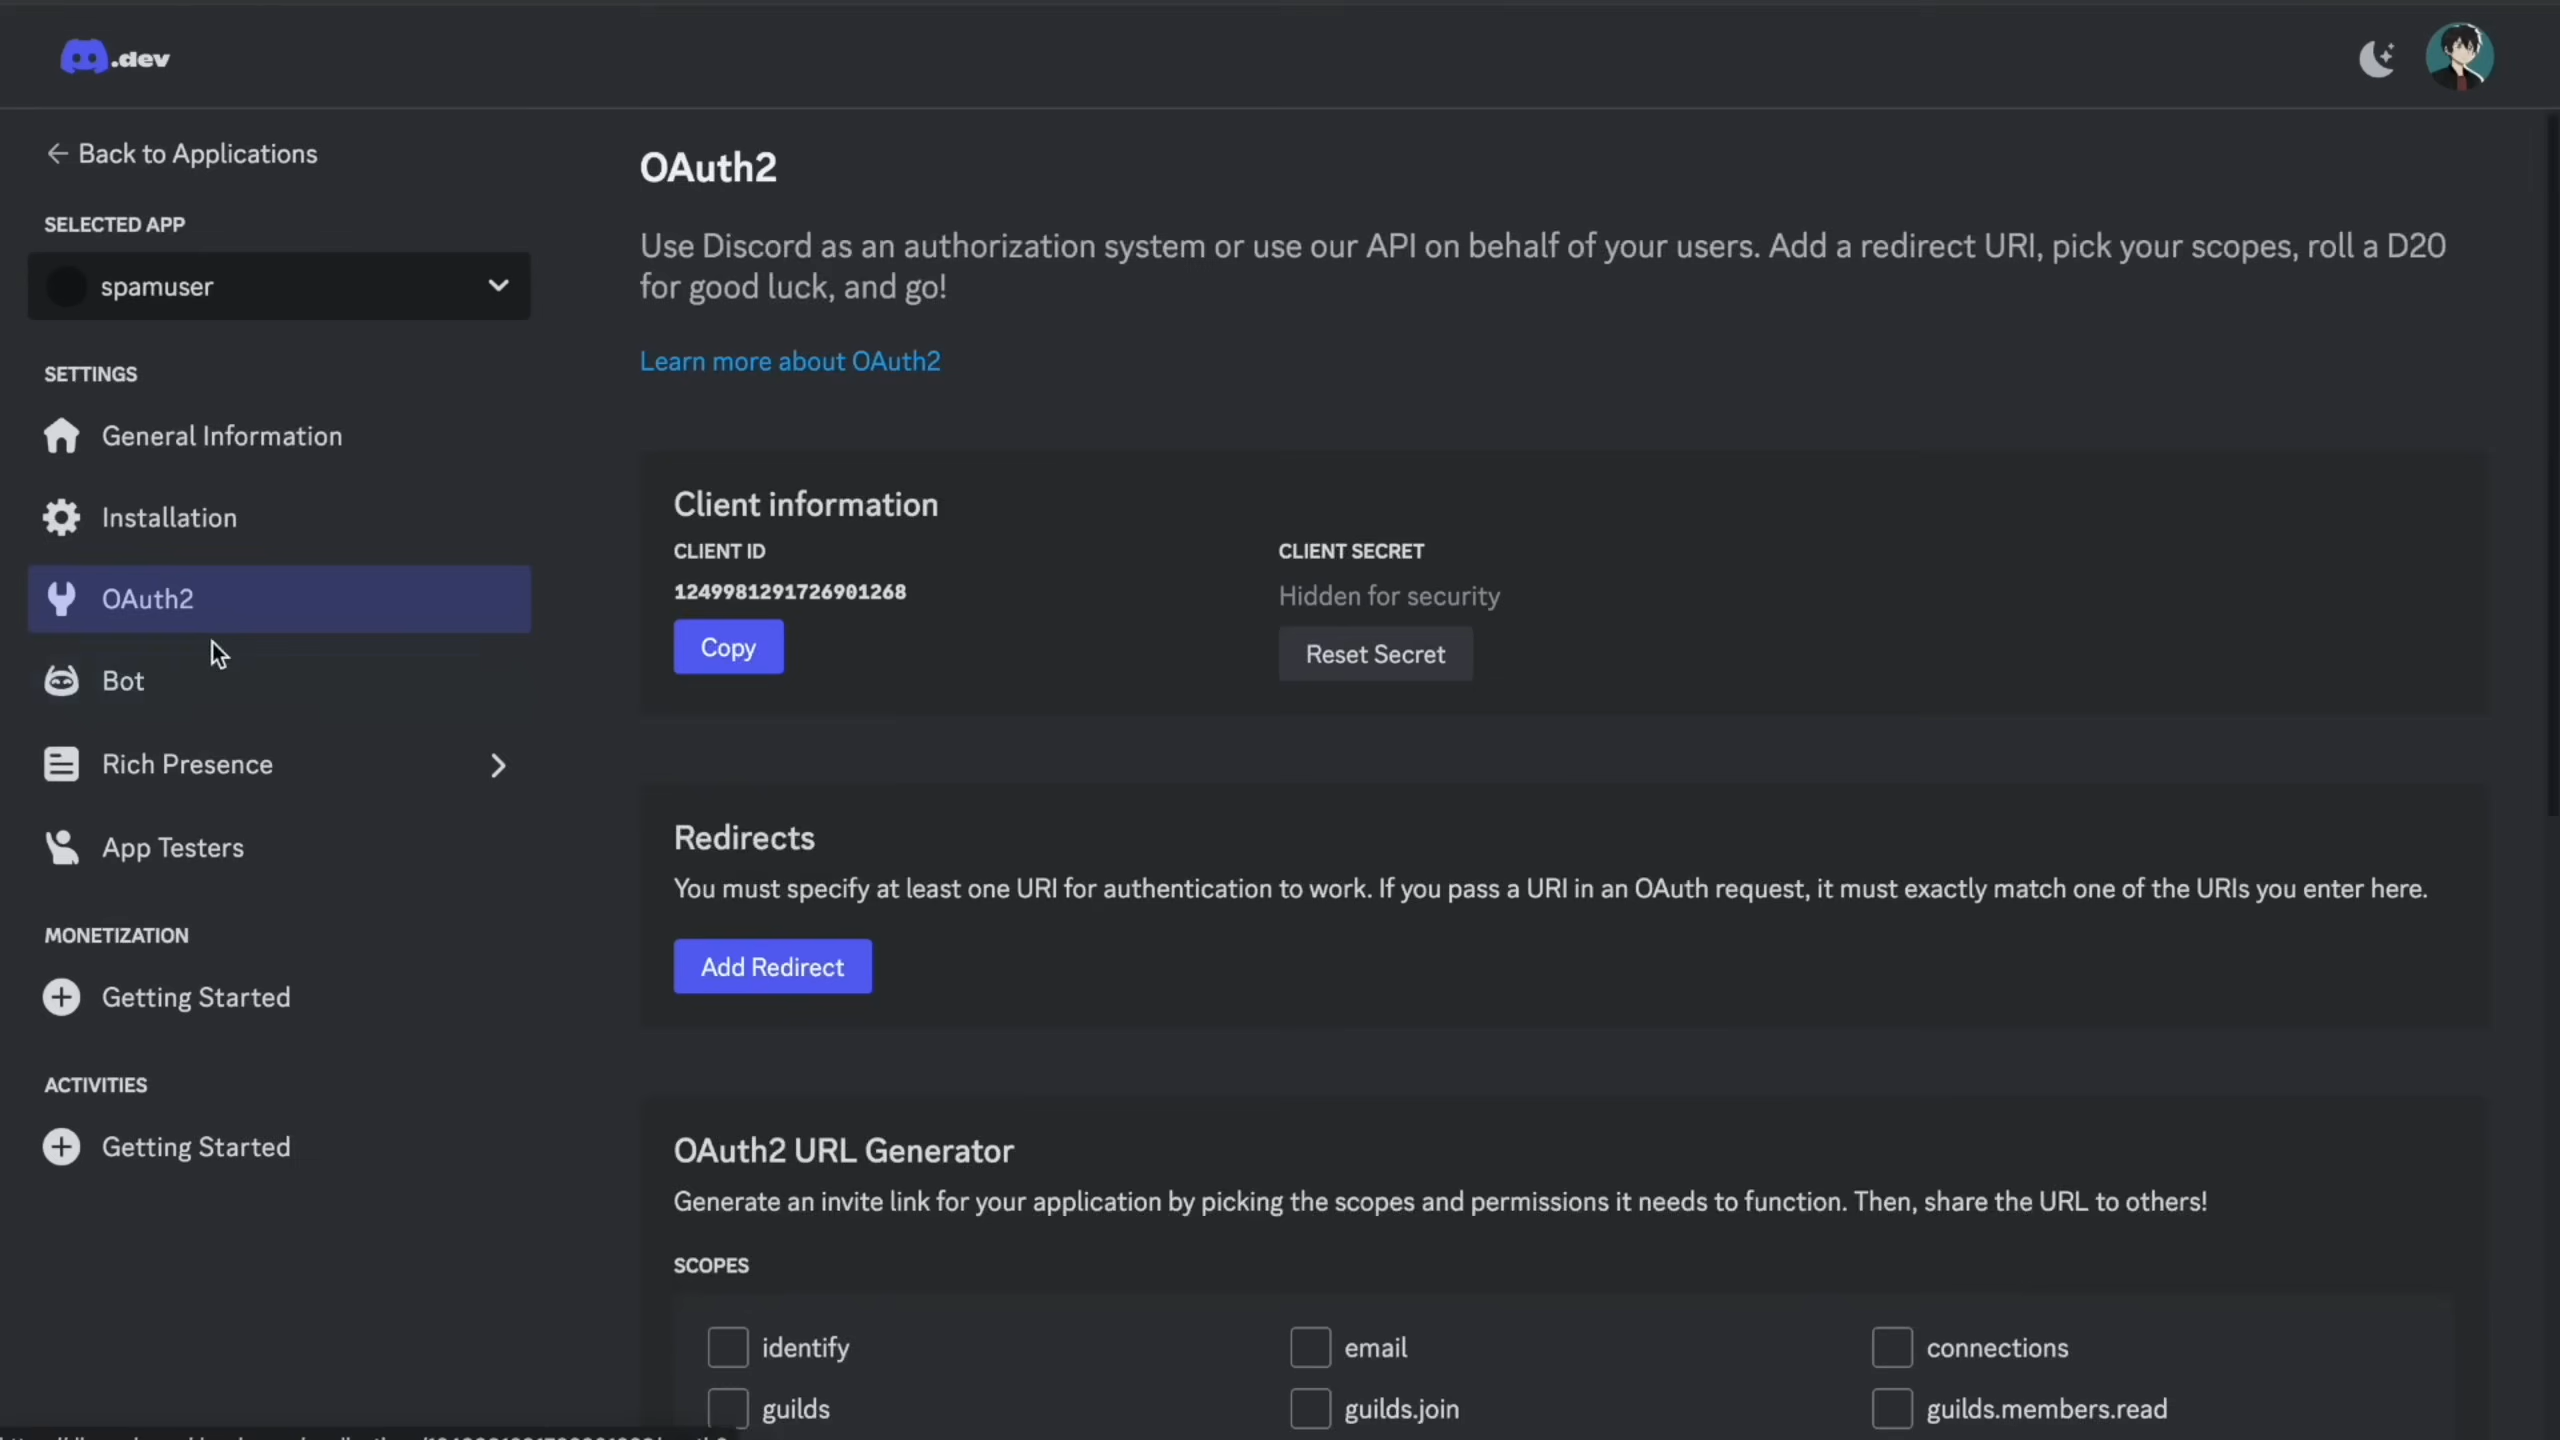 .dev
Back to Applications
SELECTED APP
spamuser
SETTINGS
General Information
Installation
OAuth2
Bot
Rich Presence
App Testers
MONETIZATION
Getting Started
ACTIVITIES
Getting Started
OAuth2
Use Discord as an authorization system or use our API on behalf of your users. Add a redirect URI, pick your scopes, roll a D20
for good luck, and go!
Learn more about OAuth2
Client information
CLIENT ID
1249981291726901268
Copy
CLIENT SECRET
Hidden for security
Reset Secret
Redirects
You must specify at least one URI for authentication to work. If you pass a URI in an OAuth request, it must exactly match one of the URIs you enter here.
Add Redirect
OAuth2 URL Generator
Generate an invite link for your application by picking the scopes and permissions it needs to function. Then, share the URL to others!
SCOPES
identify
email
connections
guilds
guilds.join
guilds.members.read